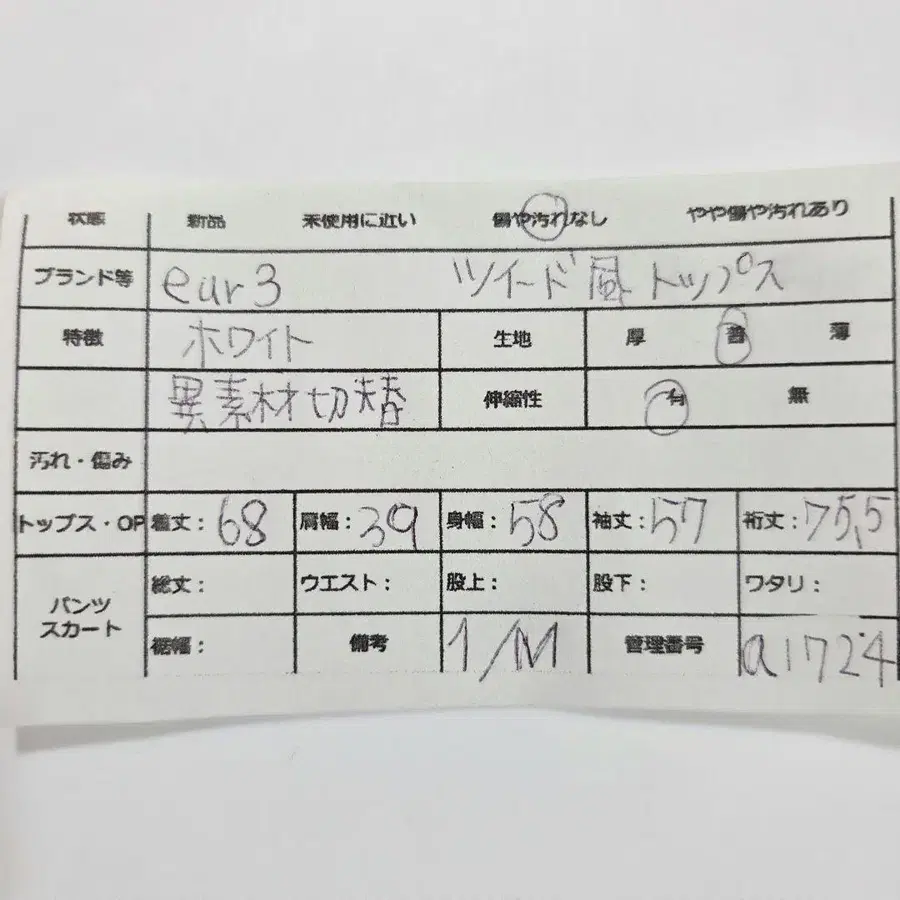 状態 新品 未使用に近い 傷や汚れなし やや傷や汚れあり
ブランド等 eur3 ツイード風トップス
特徴 ホワイト 生地 厚 普 薄
異素材切替 伸縮性 有 無
汚れ・傷み
トップス・OP 着丈：68 肩幅：39 身幅：58 袖丈：57 裄丈：75,5
パンツ スカート 総丈： ウエスト： 股上： 股下： ワタリ：
裾幅： 備考 1/M 管理番号 a1724